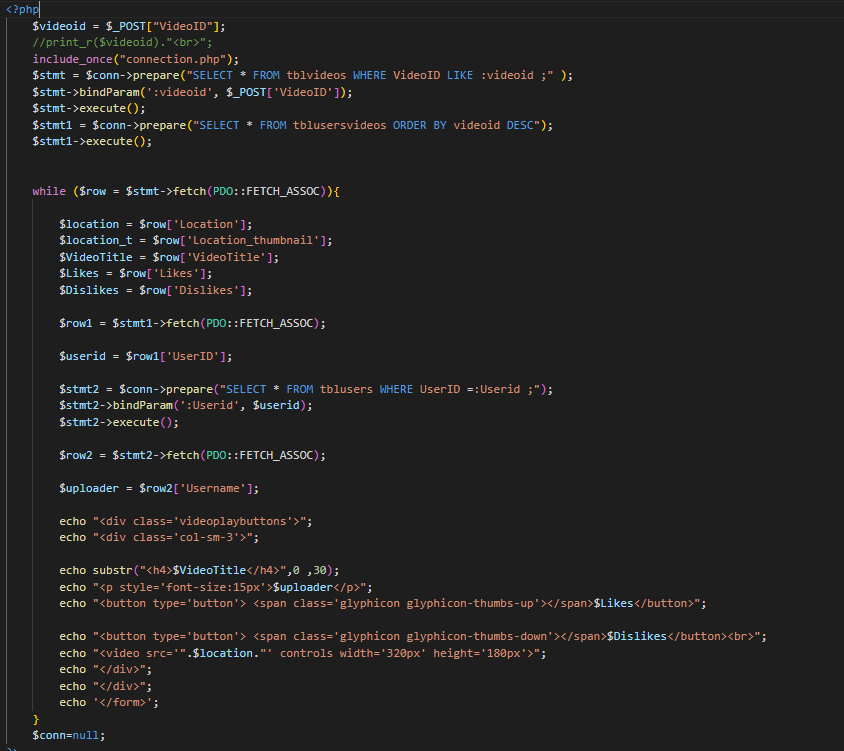 <?php
$videoid = $_POST["VideoID"];
//print_r($videoid)."<br>";
include_once("connection.php");
$stmt = $conn->prepare("SELECT * FROM tblvideos WHERE VideoID LIKE :videoid ;" );
$stmt->bindParam(':videoid', $_POST['VideoID']);
$stmt->execute();
$stmt1 = $conn->prepare("SELECT * FROM tblusersvideos ORDER BY videoid DESC");
$stmt1->execute();
while ($row = $stmt->fetch(PDO::FETCH_ASSOC)){
$location = $row['Location'];
$location_t = $row['Location_thumbnail'];
$VideoTitle = $row['VideoTitle'];
$Likes = $row['Likes'];
$Dislikes = $row['Dislikes'];
$row1 = $stmt1->fetch(PDO::FETCH_ASSOC);
$userid = $row1['UserID'];
$stmt2 = $conn->prepare("SELECT * FROM tblusers WHERE UserID =:Userid ;");
$stmt2->bindParam(':Userid', $userid);
$stmt2->execute();
$row2 = $stmt2->fetch(PDO::FETCH_ASSOC);
$uploader = $row2['Username'];
echo "<div class='videoplaybuttons'>";
echo "<div class='col-sm-3'>";
echo substr("<h4>$VideoTitle</h4>",0 ,30);
echo "<p style='font-size:15px'>$uploader</p>";
echo "<button type='button'> <span class='glyphicon glyphicon-thumbs-up'></span>$Likes</button>";
echo "<button type='button'> <span class='glyphicon glyphicon-thumbs-down'></span>$Dislikes</button><br>";
echo "<video src='".$location."' controls width='320px' height='180px'>";
echo "</div>";
echo "</div>";
echo '</form>';
}
$conn=null;